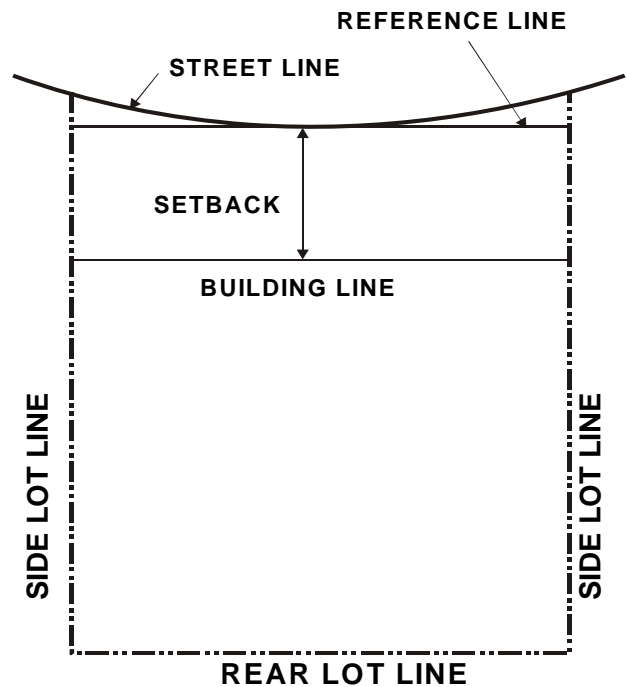 REFERENCE LINE
STREET LINE
SETBACK
BUILDING LINE
SIDE LOT LINE
SIDE LOT LINE
REAR LOT LINE